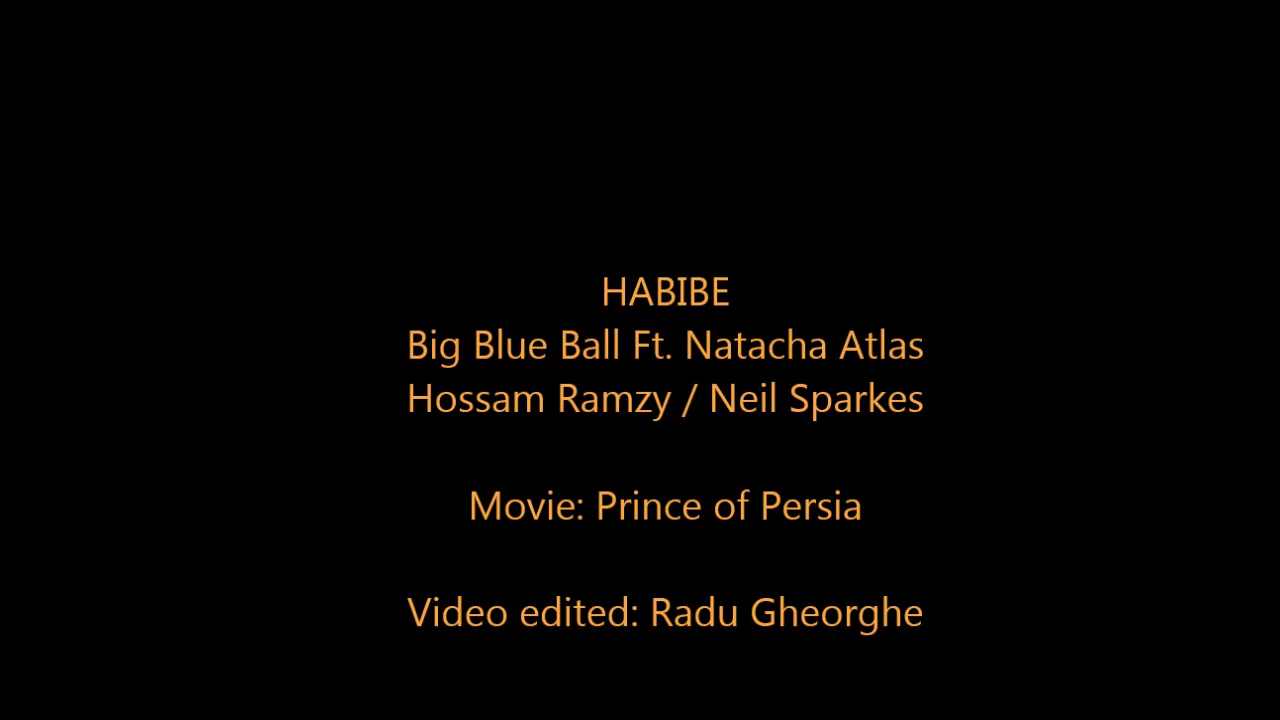 HABIBE
Big Blue Ball Ft. Natacha Atlas
Hossam Ramzy / Neil Sparkes
Movie: Prince of Persia
Video edited: Radu Gheorghe